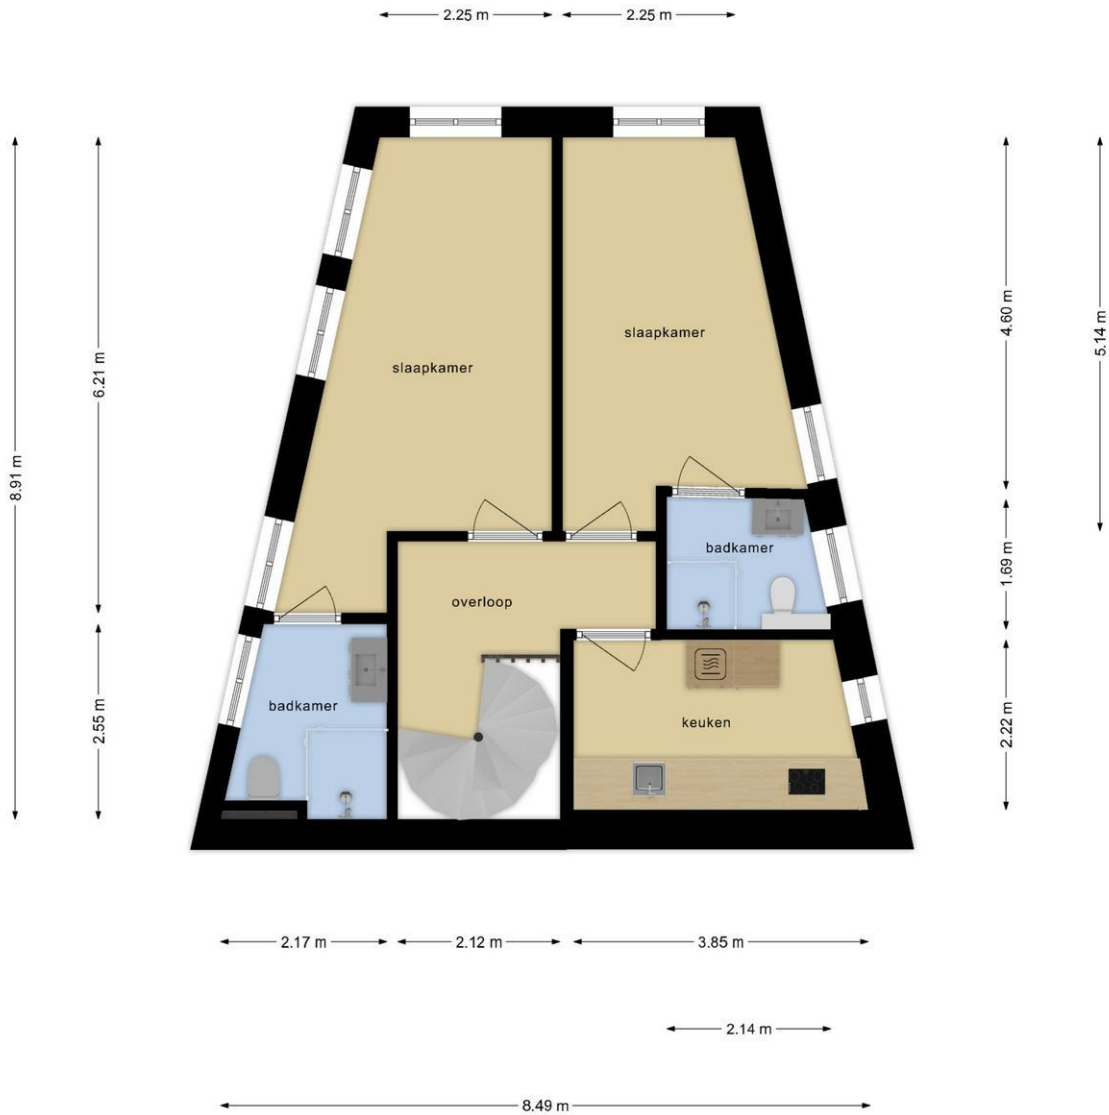 2.25 m
2.25 m
8.91 m
6.21 m
2.55 m
4.60 m
1.69 m
2.22 m
5.14 m
slaapkamer
slaapkamer
badkamer
overloop
badkamer
keuken
2.17 m
2.12 m
3.85 m
2.14 m
8.49 m